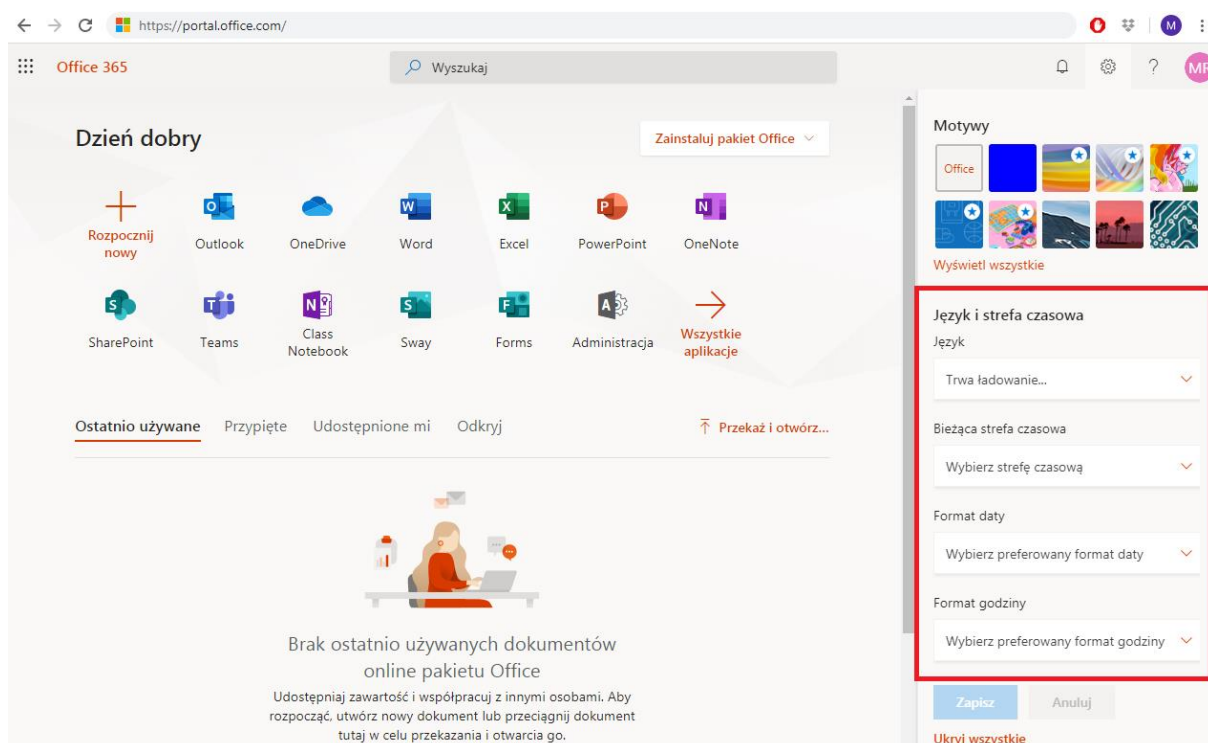 https://portal.office.com/
M
Office 365
Wyszukaj
?
MR
Dzień dobry
Zainstaluj pakiet Office
Rozpocznij
nowy
Outlook
OneDrive
Word
Excel
PowerPoint
OneNote
SharePoint
Teams
Class
Notebook
Sway
Forms
Administracja
Wszystkie
aplikacje
Ostatnio używane Przypięte Udostępnione mi Odkryj
Przekaż i otwórz...
Brak ostatnio używanych dokumentów
online pakietu Office
Udostępniaj zawartość i współpracuj z innymi osobami. Aby
rozpocząć, utwórz nowy dokument lub przeciągnij dokument
tutaj w celu przekazania i otwarcia go.
Motywy
Office
Wyświetl wszystkie
Język i strefa czasowa
Język
Trwa ładowanie...
Bieżąca strefa czasowa
Wybierz strefę czasową
Format daty
Wybierz preferowany format daty
Format godziny
Wybierz preferowany format godziny
Zapisz Anuluj
Ukryj wszystkie